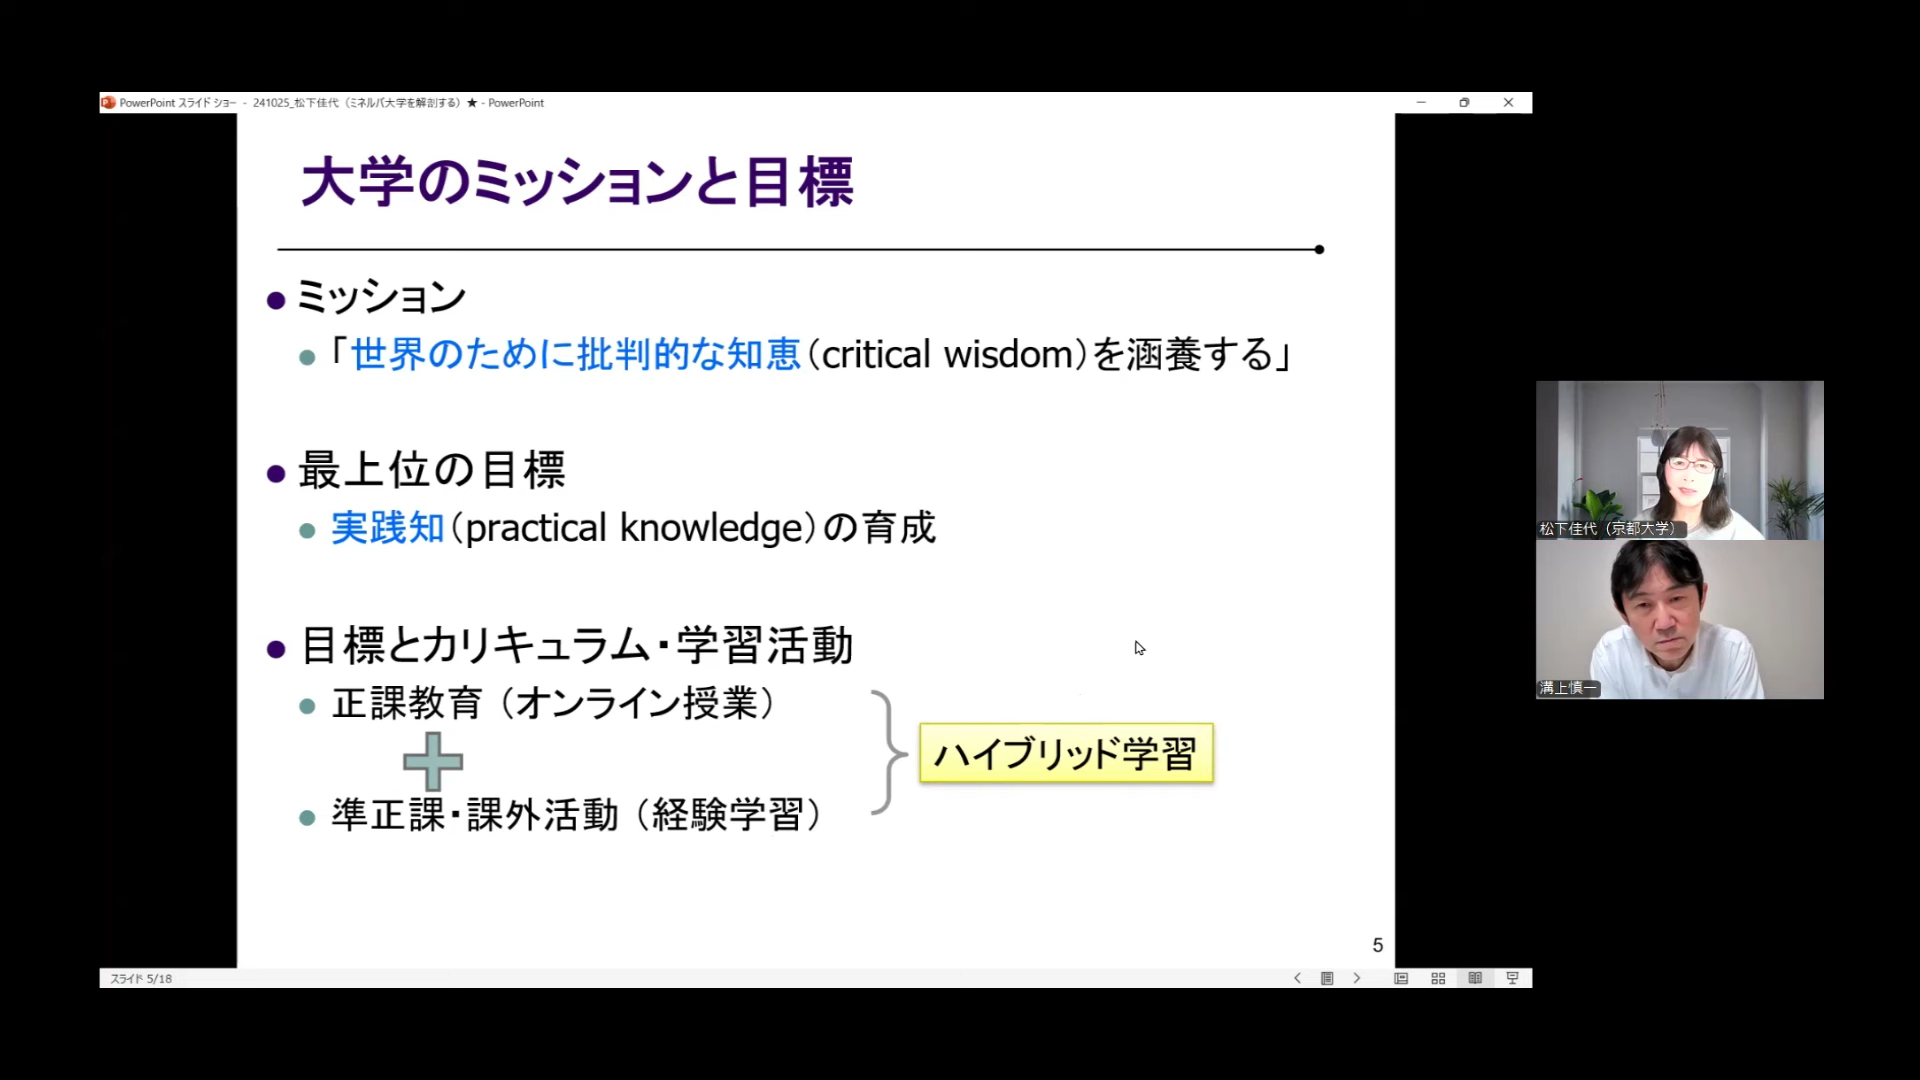 PowerPoint スライド ショー - 241025_松下佳代（ミネルバ大学を解剖する）★ - PowerPoint
大学のミッションと目標
ミッション
「世界のために批判的な知恵（critical wisdom）を涵養する」
最上位の目標
実践知（practical knowledge）の育成
目標とカリキュラム・学習活動
正課教育（オンライン授業）
準正課・課外活動（経験学習）
ハイブリッド学習
5
スライド 5/18
松下佳代（京都大学）
溝上慎一